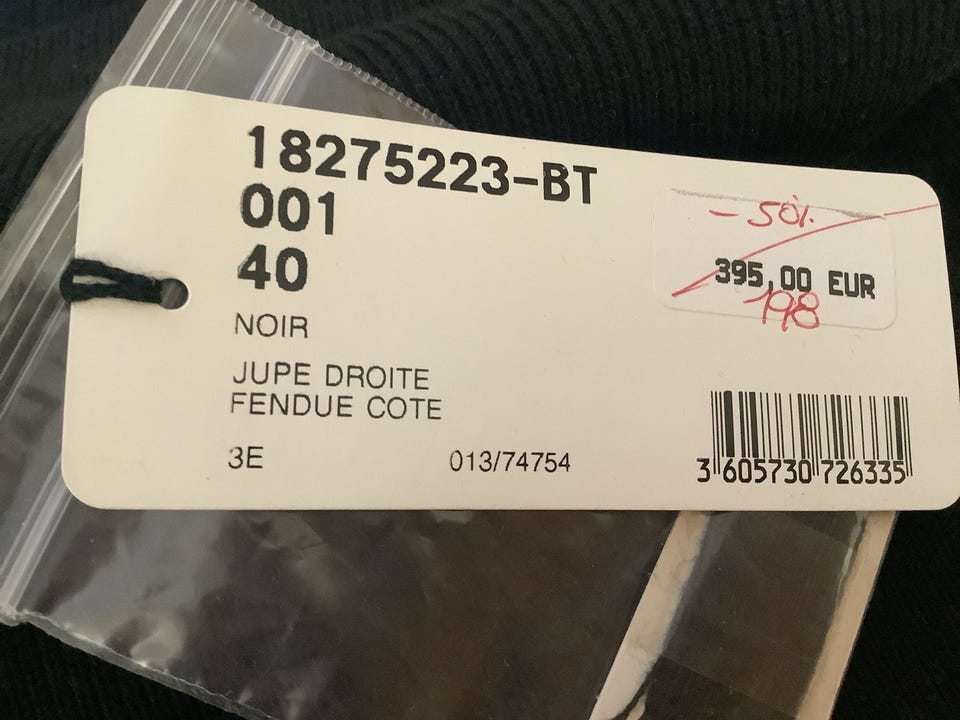 18275223-BT
001
40
NOIR
JUPE DROITE
FENDUE COTE
3E
013/74754
- 50%
395,00 EUR
198
3 605730 726335